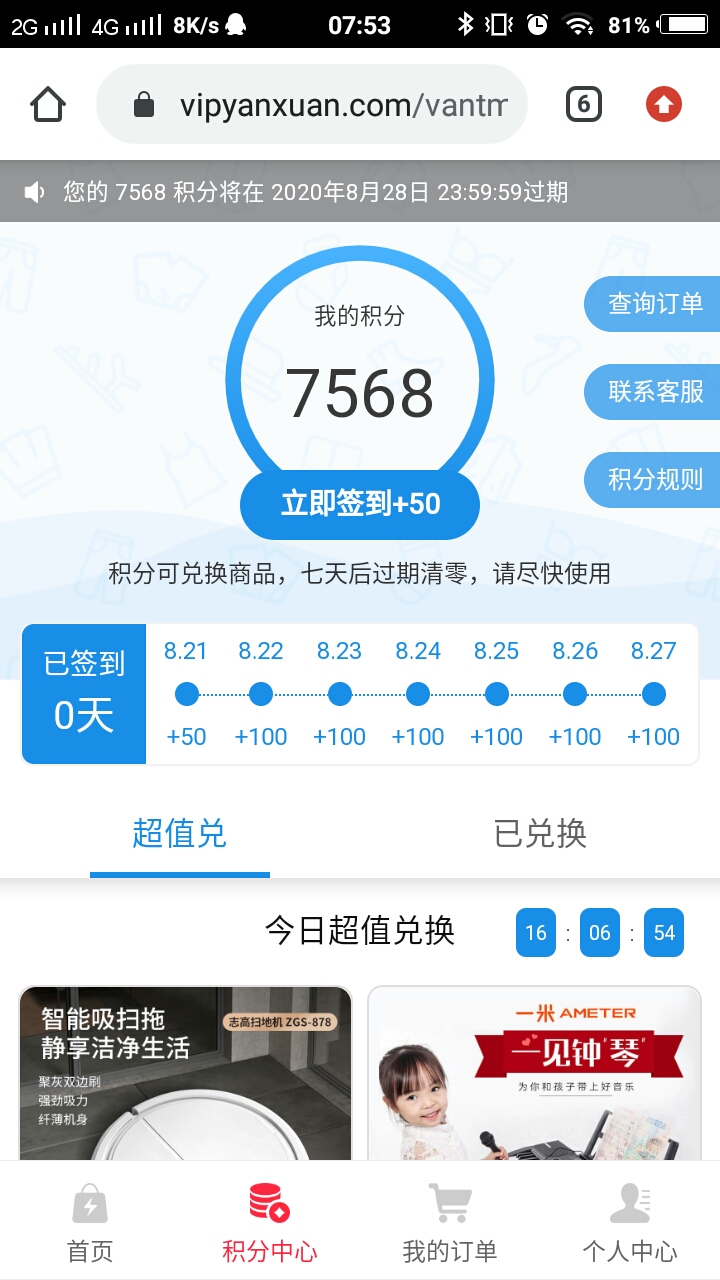 2G 4G 8K/s 07:53 81%
vipyanxuan.com/vantm
6
您的 7568 积分将在 2020年8月28日 23:59:59过期
我的积分
7568
立即签到+50
查询订单
联系客服
积分规则
积分可兑换商品，七天后过期清零，请尽快使用
已签到
0天
8.21 8.22 8.23 8.24 8.25 8.26 8.27
+50 +100 +100 +100 +100 +100 +100
超值兑 已兑换
今日超值兑换 16 : 06 : 54
智能吸扫拖
静享洁净生活
志高扫地机 ZGS-878
聚灰双边刷
强劲吸力
纤薄机身
一米 AMETER
一见钟"琴"
为你和孩子带上好音乐
首页 积分中心 我的订单 个人中心